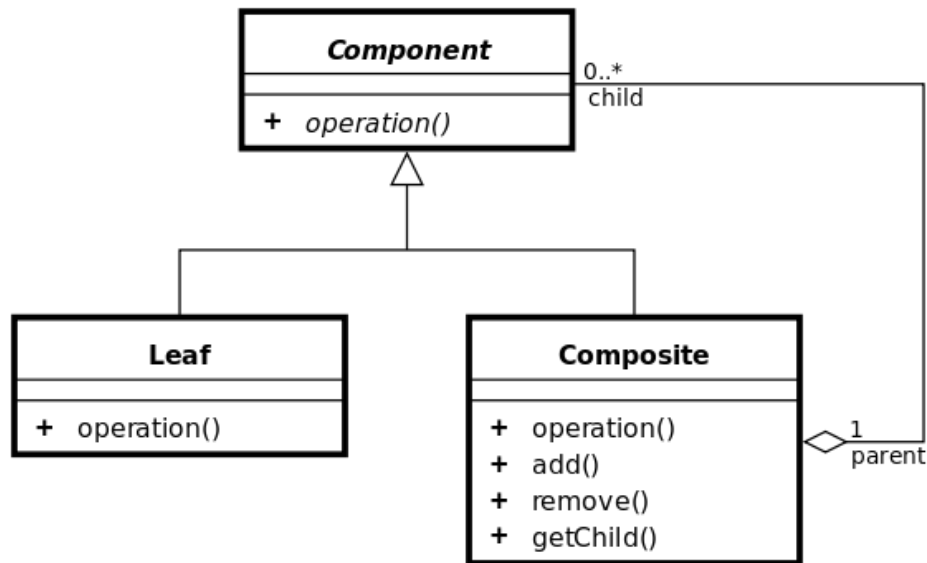 Component
0..*
child
+ operation()
Leaf
+ operation()
Composite
+ operation()
+ add()
+ remove()
+ getChild()
1
parent